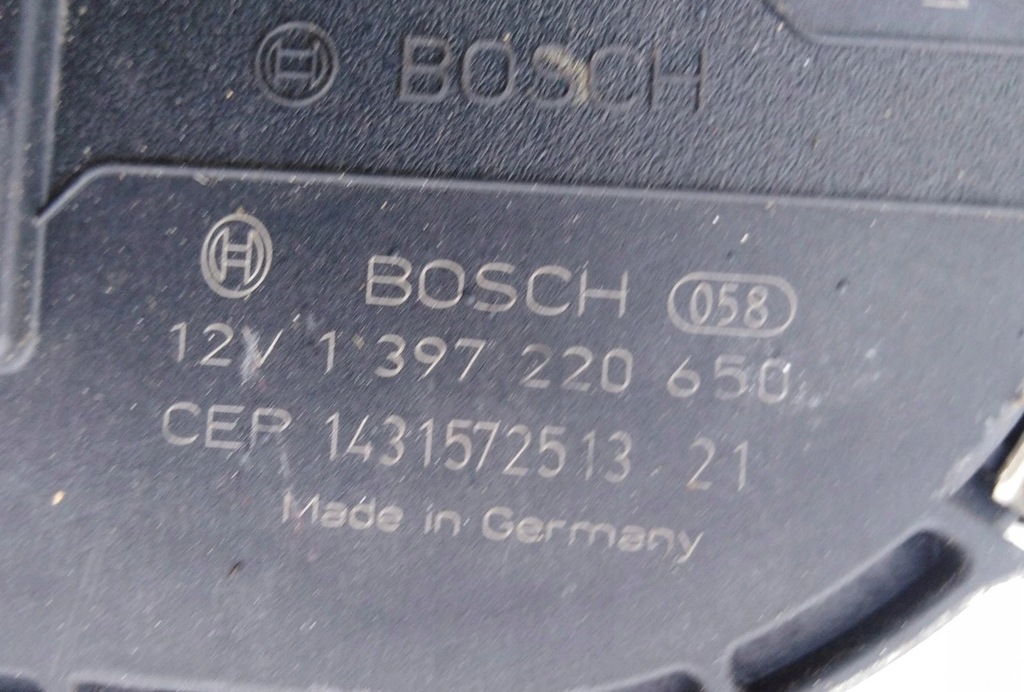 BOSCH
BOSCH 058
12V 1 397 220 650
CEP 1431572513 21
Made in Germany